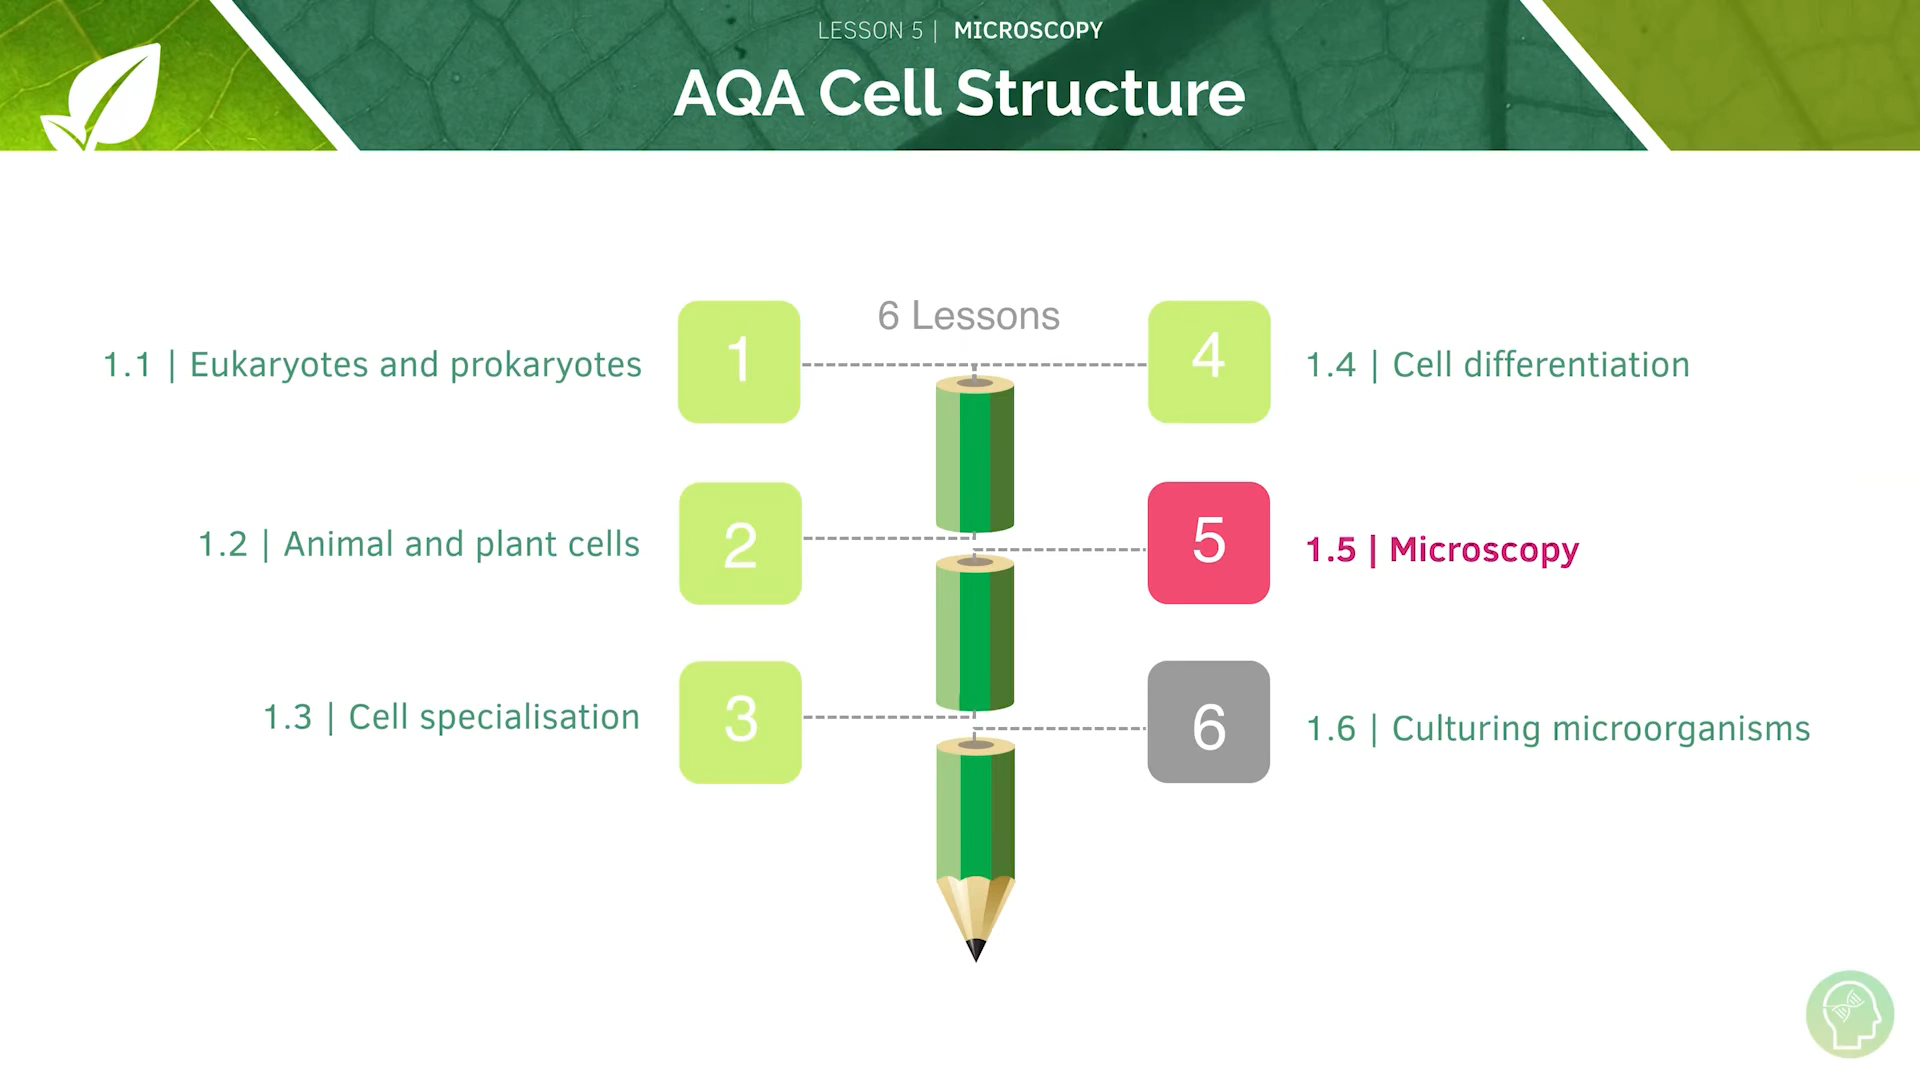 LESSON 5 | MICROSCOPY
AQA Cell Structure
6 Lessons
1.1 | Eukaryotes and prokaryotes
1
1.2 | Animal and plant cells
2
1.3 | Cell specialisation
3
4
1.4 | Cell differentiation
5
1.5 | Microscopy
6
1.6 | Culturing microorganisms